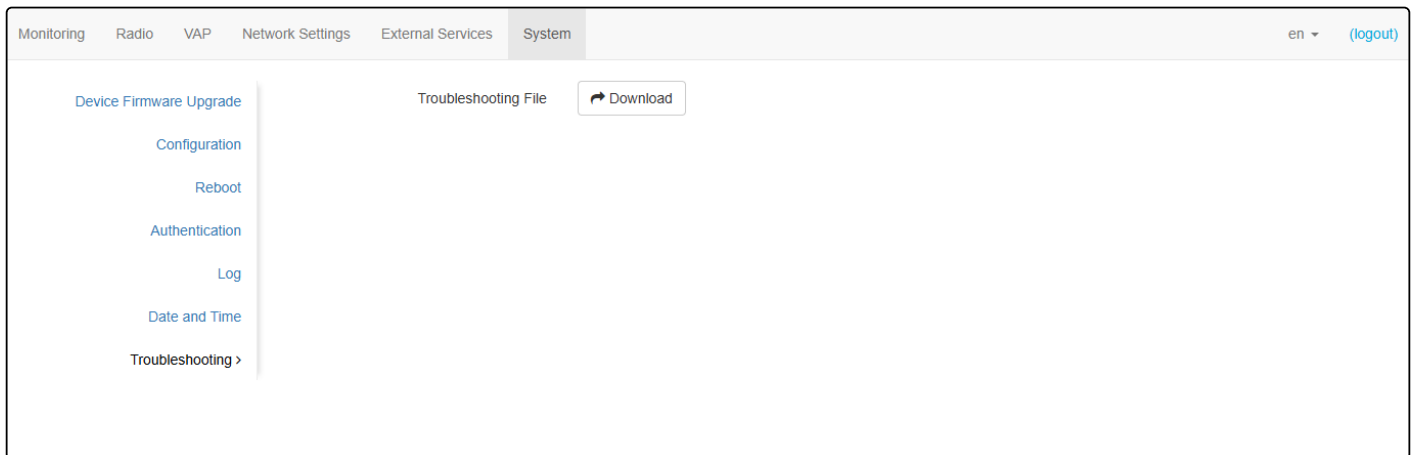 Monitoring Radio VAP Network Settings External Services System en (logout)
Device Firmware Upgrade
Troubleshooting File Download
Configuration
Reboot
Authentication
Log
Date and Time
Troubleshooting >